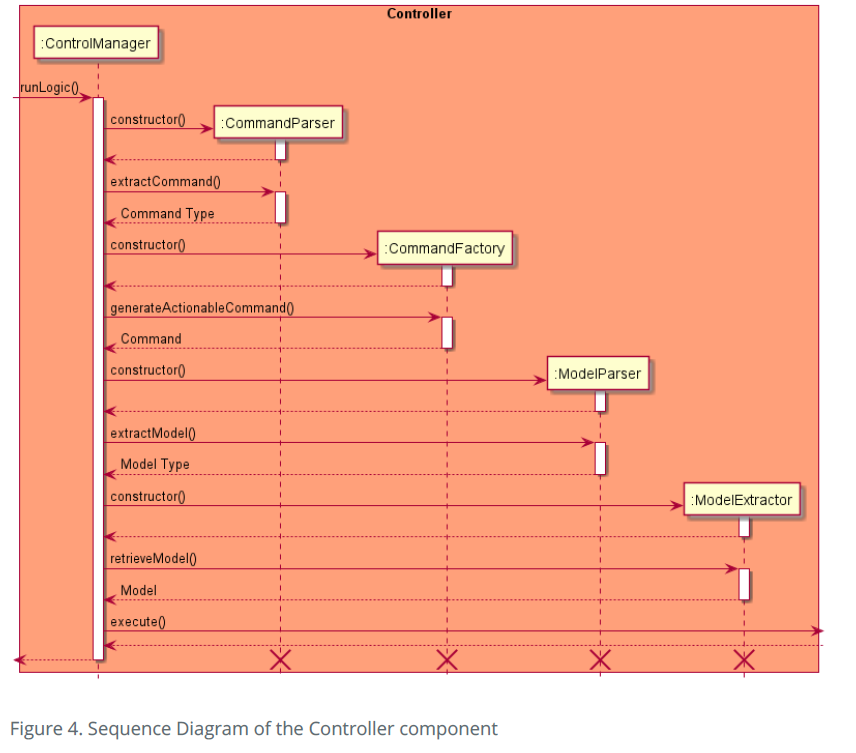 Controller
:ControlManager
runLogic()
constructor()
:CommandParser
extractCommand()
Command Type
constructor()
:CommandFactory
generateActionableCommand()
Command
constructor()
:ModelParser
extractModel()
Model Type
constructor()
:ModelExtractor
retrieveModel()
Model
execute()
Figure 4. Sequence Diagram of the Controller component